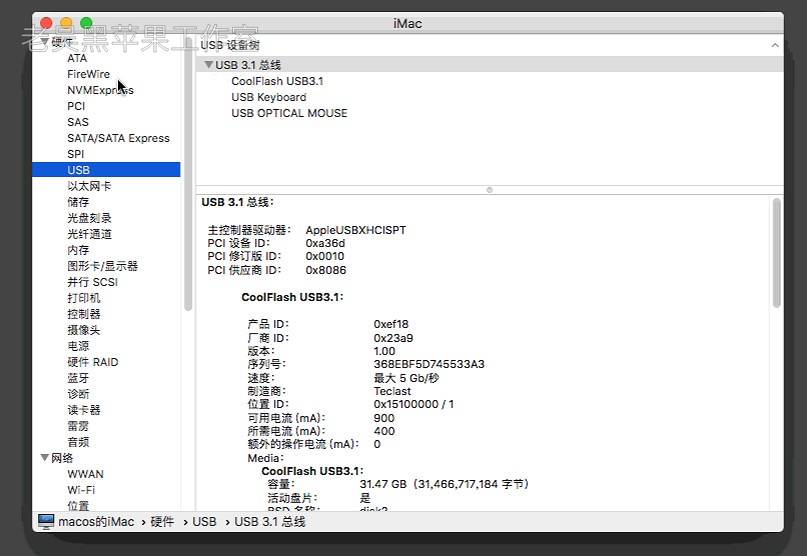 iMac
老吴黑苹果工作室
硬件
ATA
FireWire
NVMExpress
PCI
SAS
SATA/SATA Express
SPI
USB
以太网卡
储存
光盘刻录
光纤通道
内存
图形卡/显示器
并行 SCSI
打印机
控制器
摄像头
电源
硬件 RAID
蓝牙
诊断
读卡器
雷雳
音频
网络
WWAN
Wi-Fi
位置
USB 设备树
USB 3.1 总线
CoolFlash USB3.1
USB Keyboard
USB OPTICAL MOUSE
USB 3.1 总线：
主控制器驱动器： AppleUSBXHCISPT
PCI 设备 ID： 0xa36d
PCI 修订版 ID： 0x0010
PCI 供应商 ID： 0x8086
CoolFlash USB3.1：
产品 ID： 0xef18
厂商 ID： 0x23a9
版本： 1.00
序列号： 368EBF5D745533A3
速度： 最大 5 Gb/秒
制造商： Teclast
位置 ID： 0x15100000 / 1
可用电流 (mA)： 900
所需电流 (mA)： 400
额外的操作电流 (mA)： 0
Media：
CoolFlash USB3.1：
容量： 31.47 GB（31,466,717,184 字节）
活动盘片： 是
BSD 名称： disk2
macos的iMac › 硬件 › USB › USB 3.1 总线